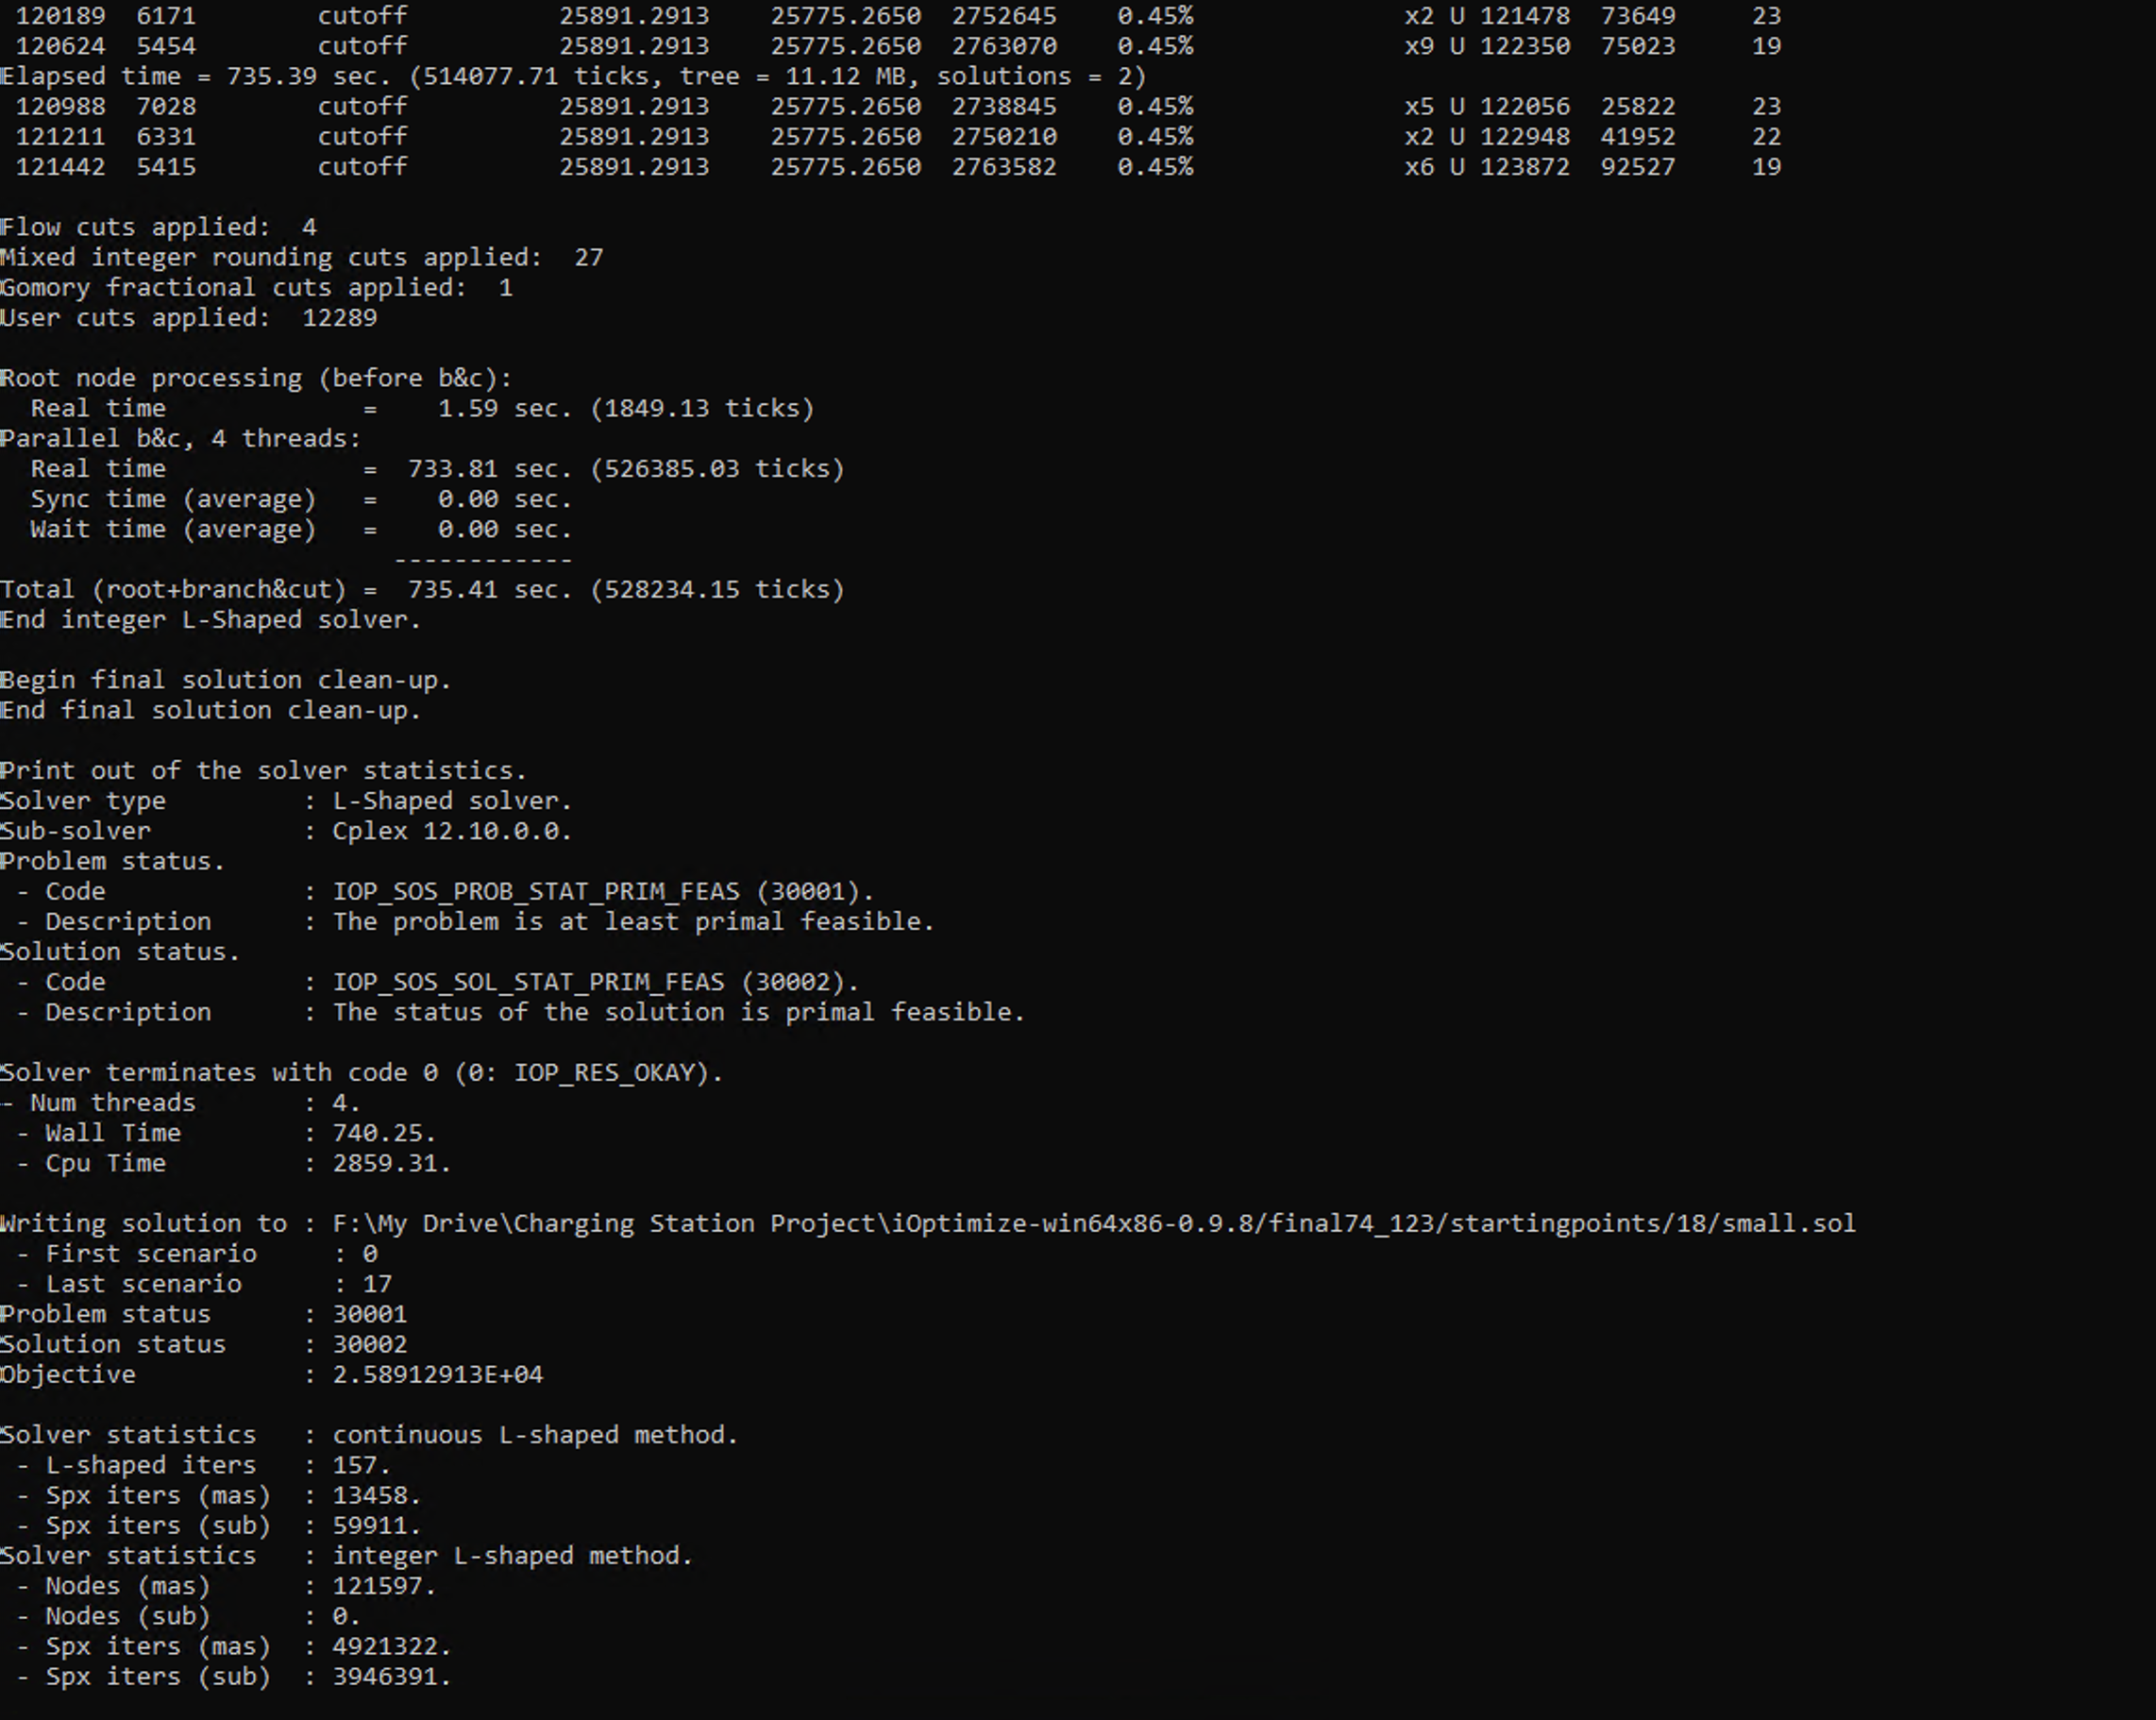 120189 6171 cutoff 25891.2913 25775.2650 2752645 0.45% x2 U 121478 73649 23
120624 5454 cutoff 25891.2913 25775.2650 2763070 0.45% x9 U 122350 75023 19
Elapsed time = 735.39 sec. (514077.71 ticks, tree = 11.12 MB, solutions = 2)
120988 7028 cutoff 25891.2913 25775.2650 2738845 0.45% x5 U 122056 25822 23
121211 6331 cutoff 25891.2913 25775.2650 2750210 0.45% x2 U 122948 41952 22
121442 5415 cutoff 25891.2913 25775.2650 2763582 0.45% x6 U 123872 92527 19
Flow cuts applied: 4
Mixed integer rounding cuts applied: 27
Gomory fractional cuts applied: 1
User cuts applied: 12289
Root node processing (before b&c):
Real time = 1.59 sec. (1849.13 ticks)
Parallel b&c, 4 threads:
Real time = 733.81 sec. (526385.03 ticks)
Sync time (average) = 0.00 sec.
Wait time (average) = 0.00 sec.
------------
Total (root+branch&cut) = 735.41 sec. (528234.15 ticks)
End integer L-Shaped solver.
Begin final solution clean-up.
End final solution clean-up.
Print out of the solver statistics.
Solver type : L-Shaped solver.
Sub-solver : Cplex 12.10.0.0.
Problem status.
- Code : IOP_SOS_PROB_STAT_PRIM_FEAS (30001).
- Description : The problem is at least primal feasible.
Solution status.
- Code : IOP_SOS_SOL_STAT_PRIM_FEAS (30002).
- Description : The status of the solution is primal feasible.
Solver terminates with code 0 (0: IOP_RES_OKAY).
- Num threads : 4.
- Wall Time : 740.25.
- Cpu Time : 2859.31.
Writing solution to : F:\My Drive\Charging Station Project\iOptimize-win64x86-0.9.8/final74_123/startingpoints/18/small.sol
- First scenario : 0
- Last scenario : 17
Problem status : 30001
Solution status : 30002
Objective : 2.58912913E+04
Solver statistics : continuous L-shaped method.
- L-shaped iters : 157.
- Spx iters (mas) : 13458.
- Spx iters (sub) : 59911.
Solver statistics : integer L-shaped method.
- Nodes (mas) : 121597.
- Nodes (sub) : 0.
- Spx iters (mas) : 4921322.
- Spx iters (sub) : 3946391.